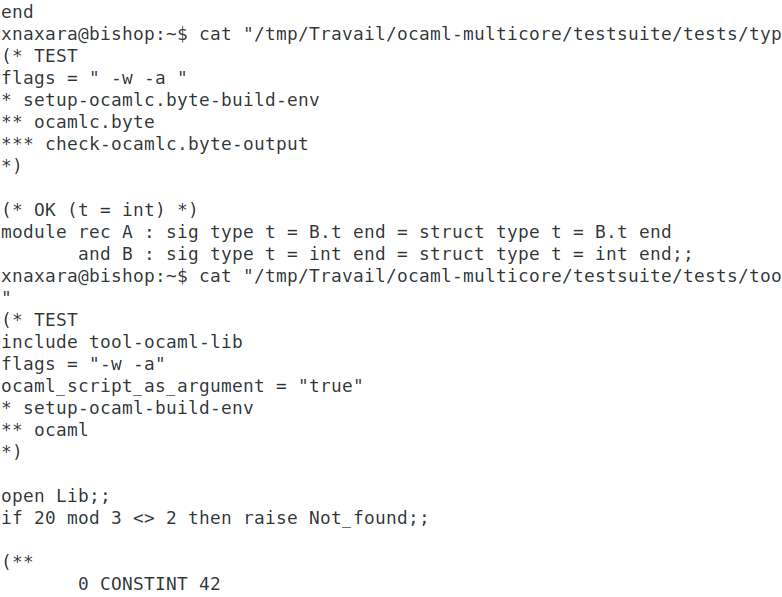 end
xnaxara@bishop:~$ cat "/tmp/Travail/ocaml-multicore/testsuite/tests/typ
(* TEST
flags = " -w -a "
* setup-ocamlc.byte-build-env
** ocamlc.byte
*** check-ocamlc.byte-output
*)

(* OK (t = int) *)
module rec A : sig type t = B.t end = struct type t = B.t end
       and B : sig type t = int end = struct type t = int end;;
xnaxara@bishop:~$ cat "/tmp/Travail/ocaml-multicore/testsuite/tests/too
"
(* TEST
include tool-ocaml-lib
flags = "-w -a"
ocaml_script_as_argument = "true"
* setup-ocaml-build-env
** ocaml
*)

open Lib;;
if 20 mod 3 <> 2 then raise Not_found;;

(**
       0 CONSTINT 42